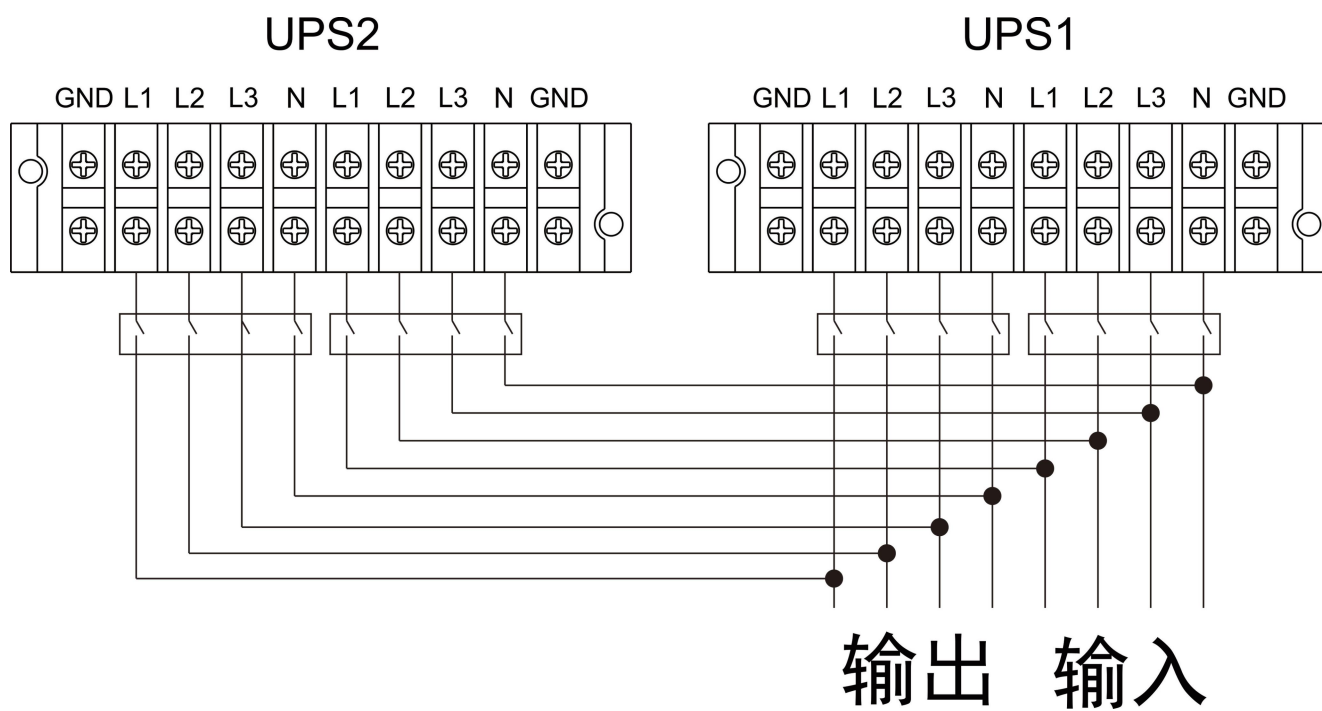 UPS2 UPS1
GND L1 L2 L3 N L1 L2 L3 N GND GND L1 L2 L3 N L1 L2 L3 N GND
输出 输入